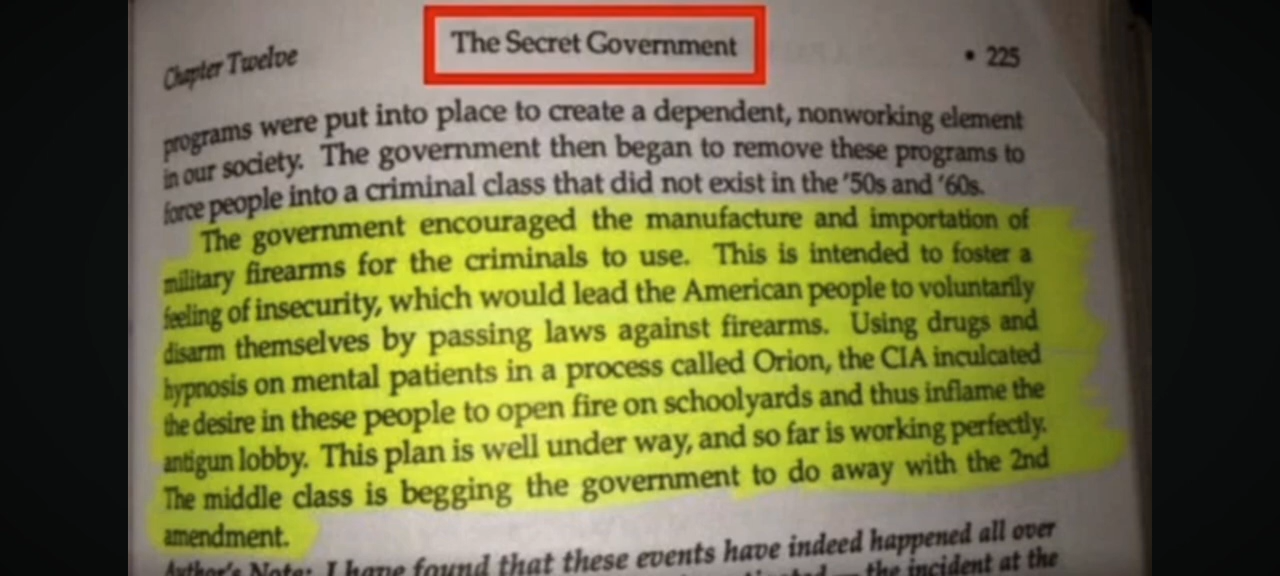 Chapter Twelve
The Secret Government
• 225
programs were put into place to create a dependent, nonworking element
in our society. The government then began to remove these programs to
force people into a criminal class that did not exist in the '50s and '60s.
The government encouraged the manufacture and importation of
military firearms for the criminals to use. This is intended to foster a
feeling of insecurity, which would lead the American people to voluntarily
disarm themselves by passing laws against firearms. Using drugs and
hypnosis on mental patients in a process called Orion, the CIA inculcated
the desire in these people to open fire on schoolyards and thus inflame the
antigun lobby. This plan is well under way, and so far is working perfectly.
The middle class is begging the government to do away with the 2nd
amendment.
Author's Note: I have found that these events have indeed happened all over
the incident at the